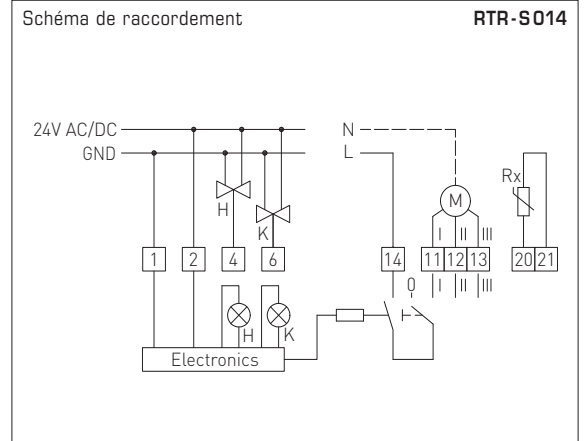 Schéma de raccordement RTR-S014
24V AC/DC N
GND L
Rx
H M
K I II III
1 2 4 6 14 11 12 13 20 21
0 I II III
H K
Electronics